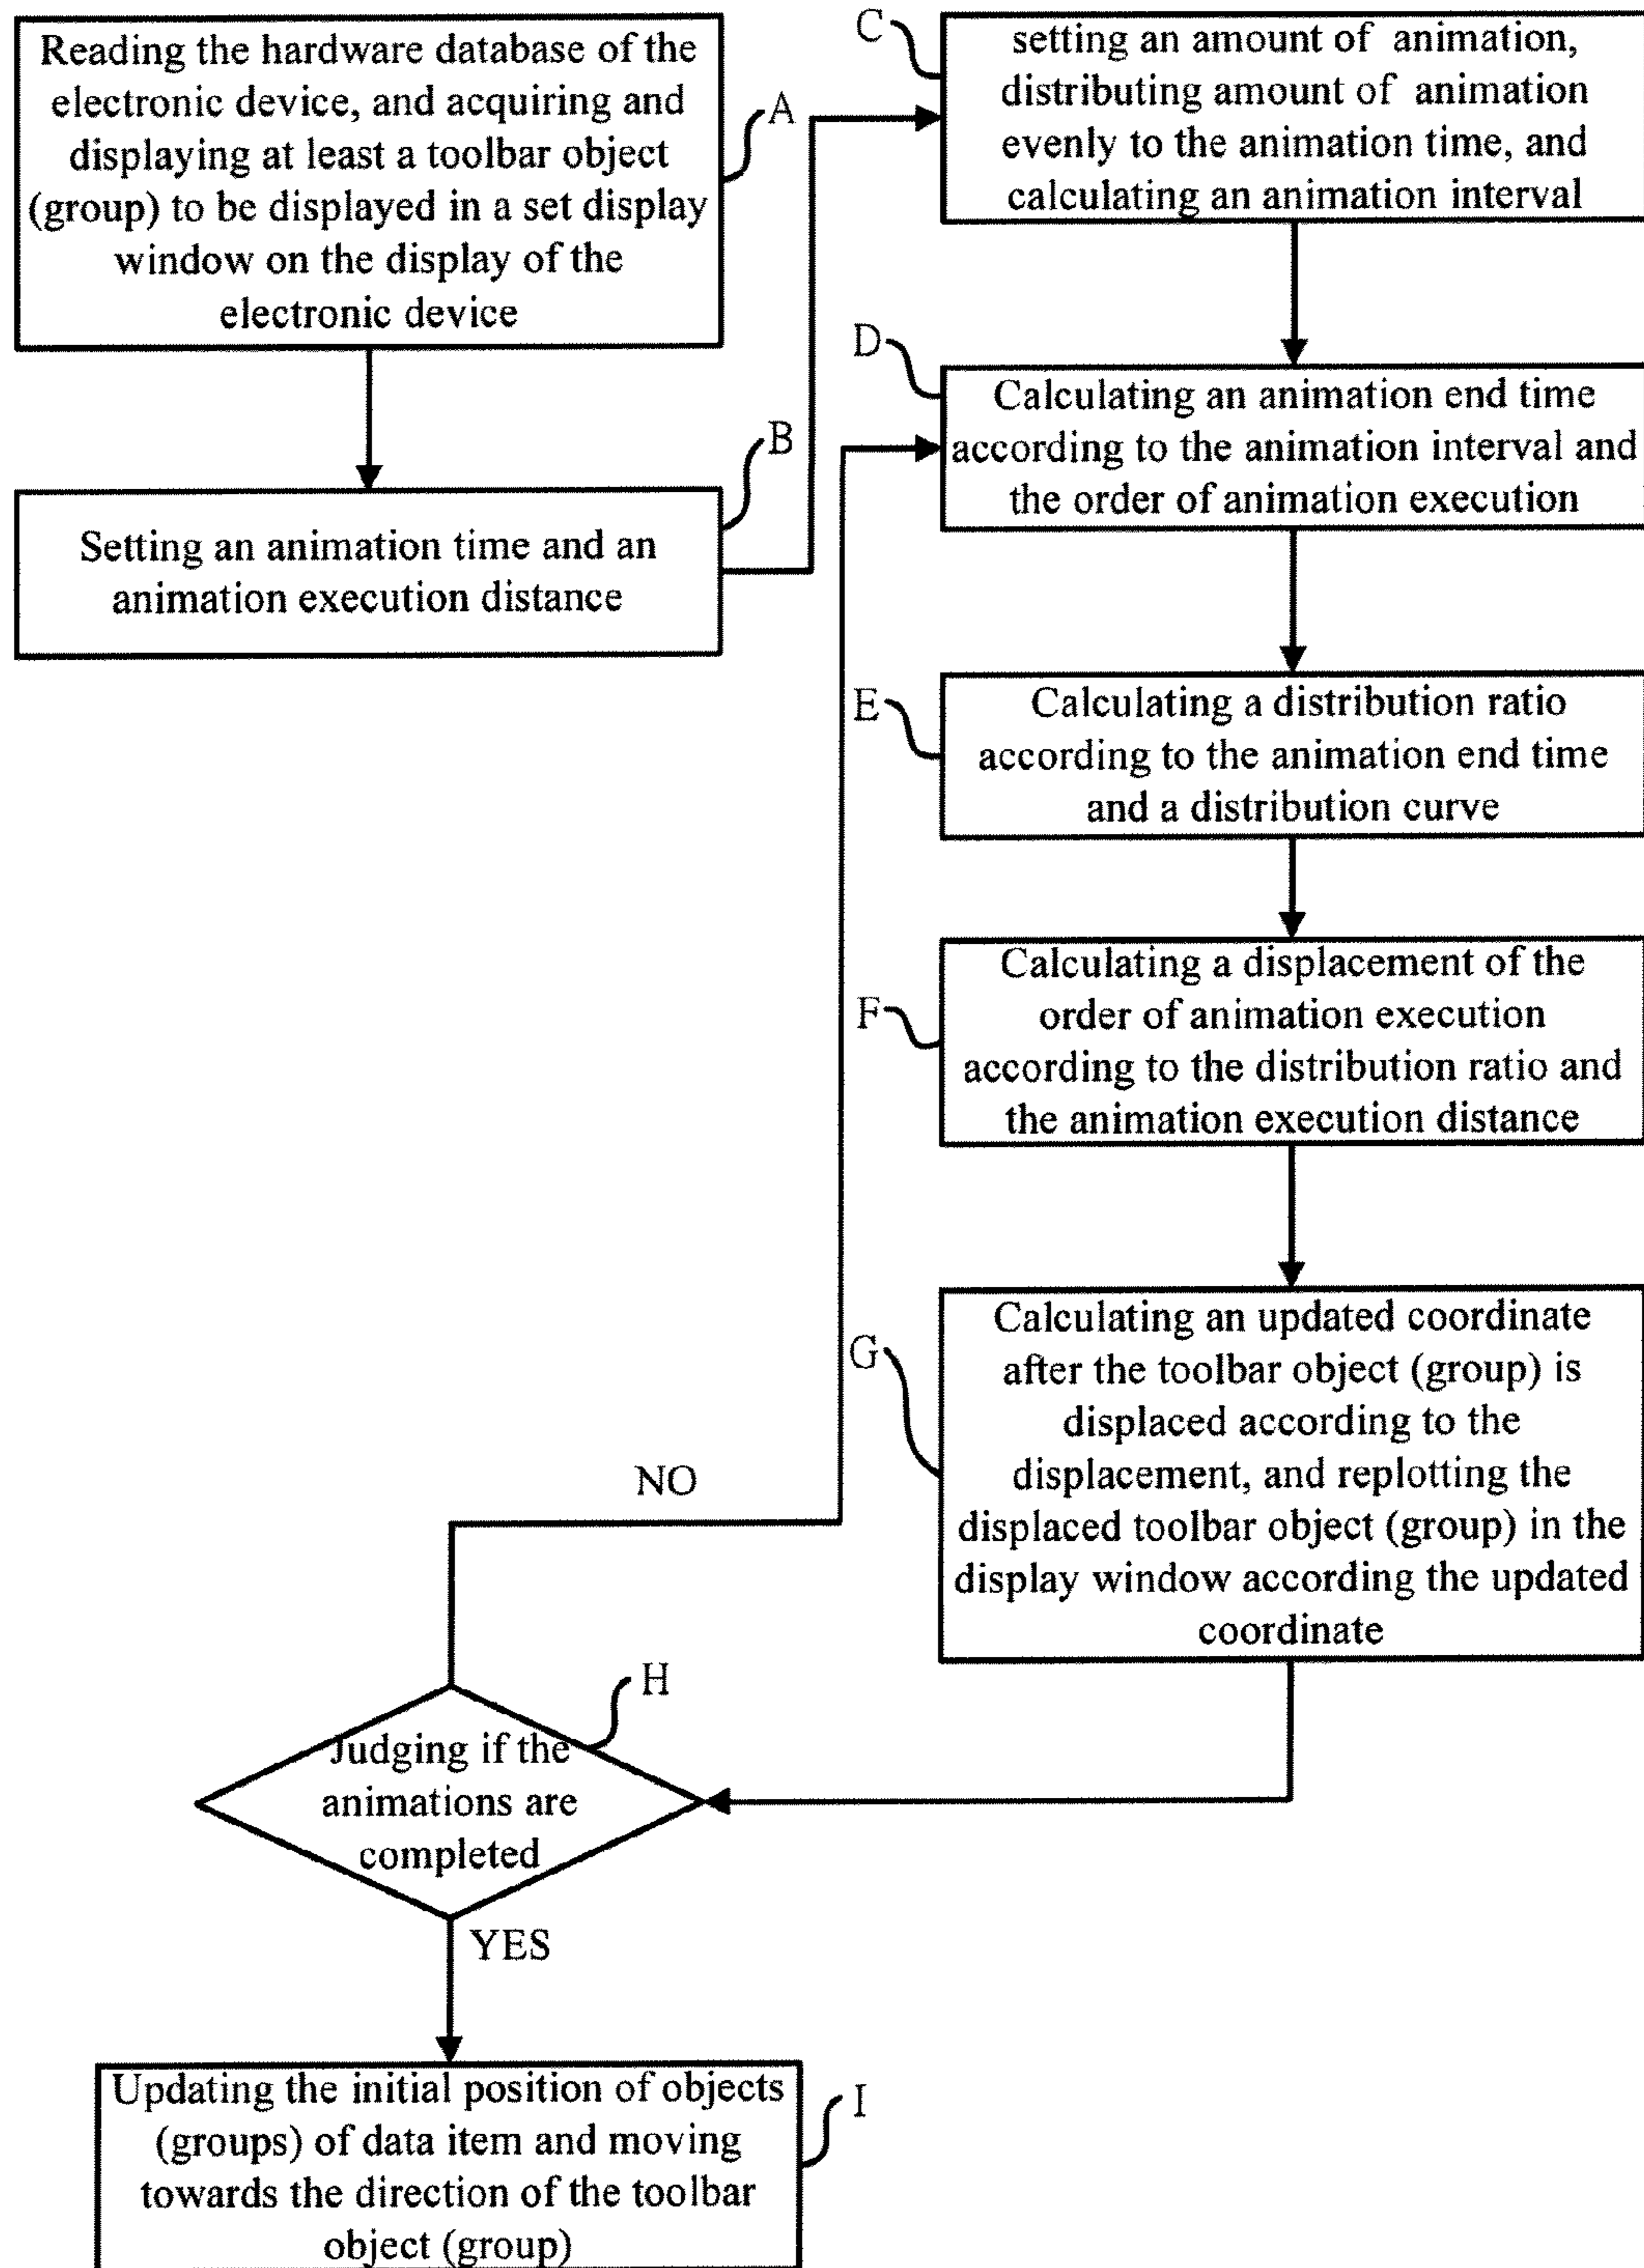 Reading the hardware database of the
electronic device, and acquiring and
displaying at least a toolbar object
(group) to be displayed in a set display
window on the display of the
electronic device
A
Setting an animation time and an
animation execution distance
B
C
setting an amount of animation,
distributing amount of animation
evenly to the animation time, and
calculating an animation interval
D
Calculating an animation end time
according to the animation interval and
the order of animation execution
E
Calculating a distribution ratio
according to the animation end time
and a distribution curve
F
Calculating a displacement of the
order of animation execution
according to the distribution ratio and
the animation execution distance
G
Calculating an updated coordinate
after the toolbar object (group) is
displaced according to the
displacement, and replotting the
displaced toolbar object (group) in the
display window according the updated
coordinate
NO
H
Judging if the
animations are
completed
YES
Updating the initial position of objects
(groups) of data item and moving
towards the direction of the toolbar
object (group)
I